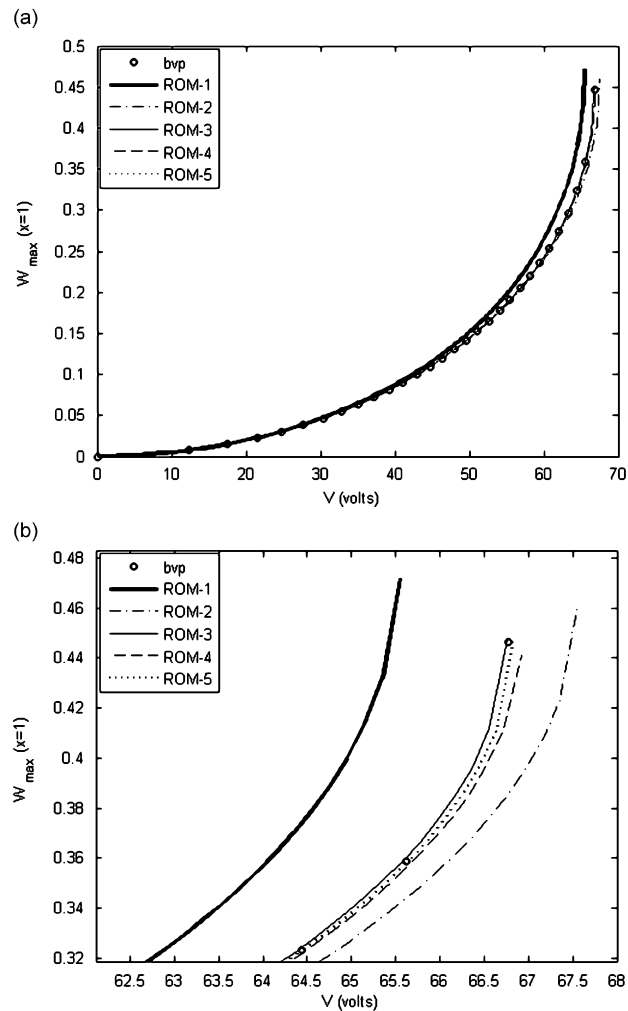 (a)
0.5
0.45
0.4
0.35
0.3
0.25
0.2
0.15
0.1
0.05
0
W max (x=1)
bvp
ROM-1
ROM-2
ROM-3
ROM-4
ROM-5
0 10 20 30 40 50 60 70
V (volts)
(b)
0.48
0.46
0.44
0.42
0.4
0.38
0.36
0.34
0.32
W max (x=1)
bvp
ROM-1
ROM-2
ROM-3
ROM-4
ROM-5
62.5 63 63.5 64 64.5 65 65.5 66 66.5 67 67.5 68
V (volts)